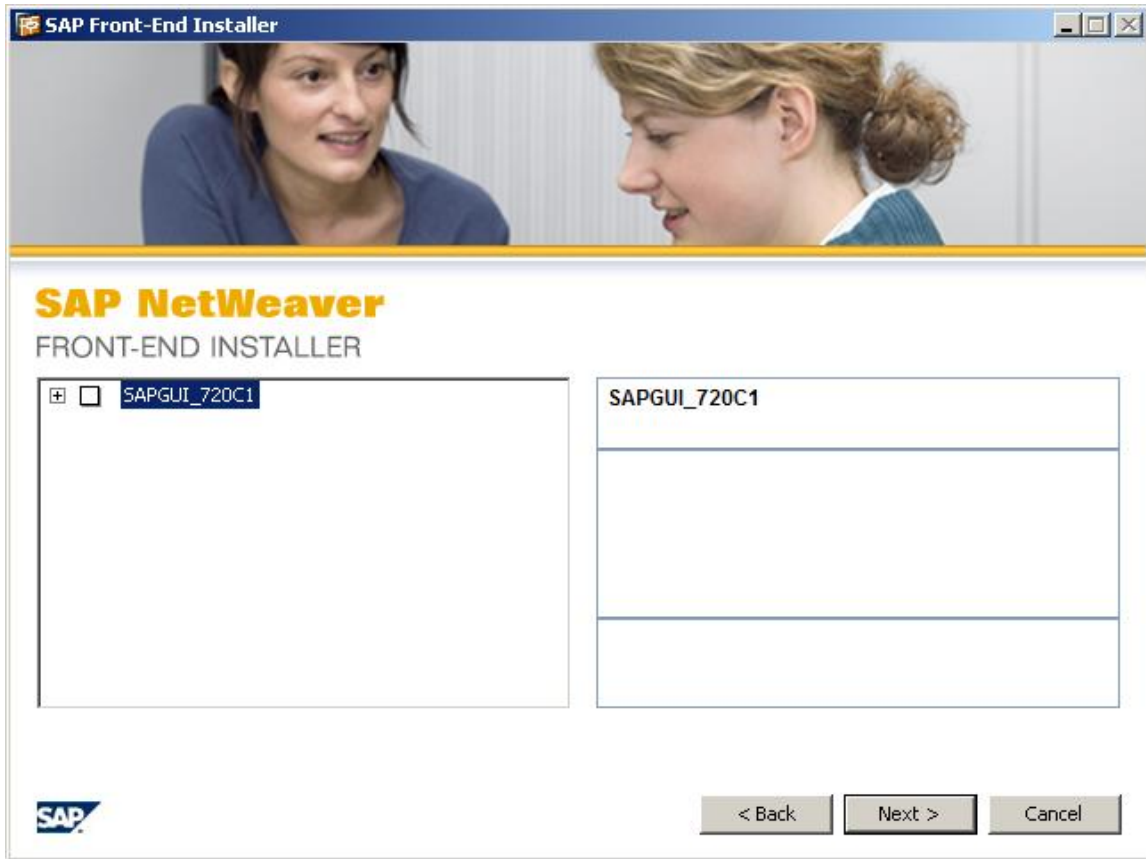 SAP Front-End Installer
SAP NetWeaver
FRONT-END INSTALLER
SAPGUI_720C1
SAPGUI_720C1
SAP
< Back
Next >
Cancel